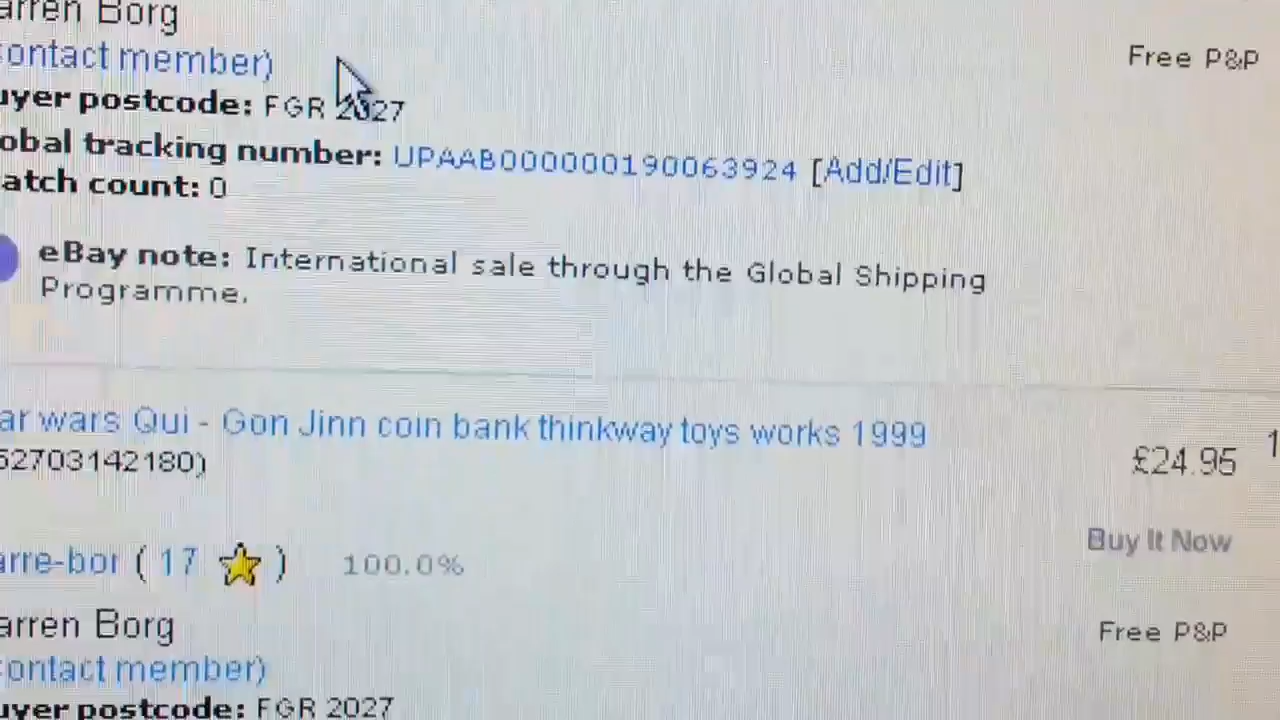 arren Borg
ontact member)
Free P&P
uyer postcode: FGR 2027
obal tracking number: UPAAB000000190063924 [Add/Edit]
atch count: 0
eBay note: International sale through the Global Shipping
Programme.
ar wars Qui - Gon Jinn coin bank thinkway toys works 1999
52703142180)
£24.95
1
Buy It Now
arre-bor ( 17 ) 100.0%
arren Borg
Free P&P
ontact member)
uyer postcode: FGR 2027